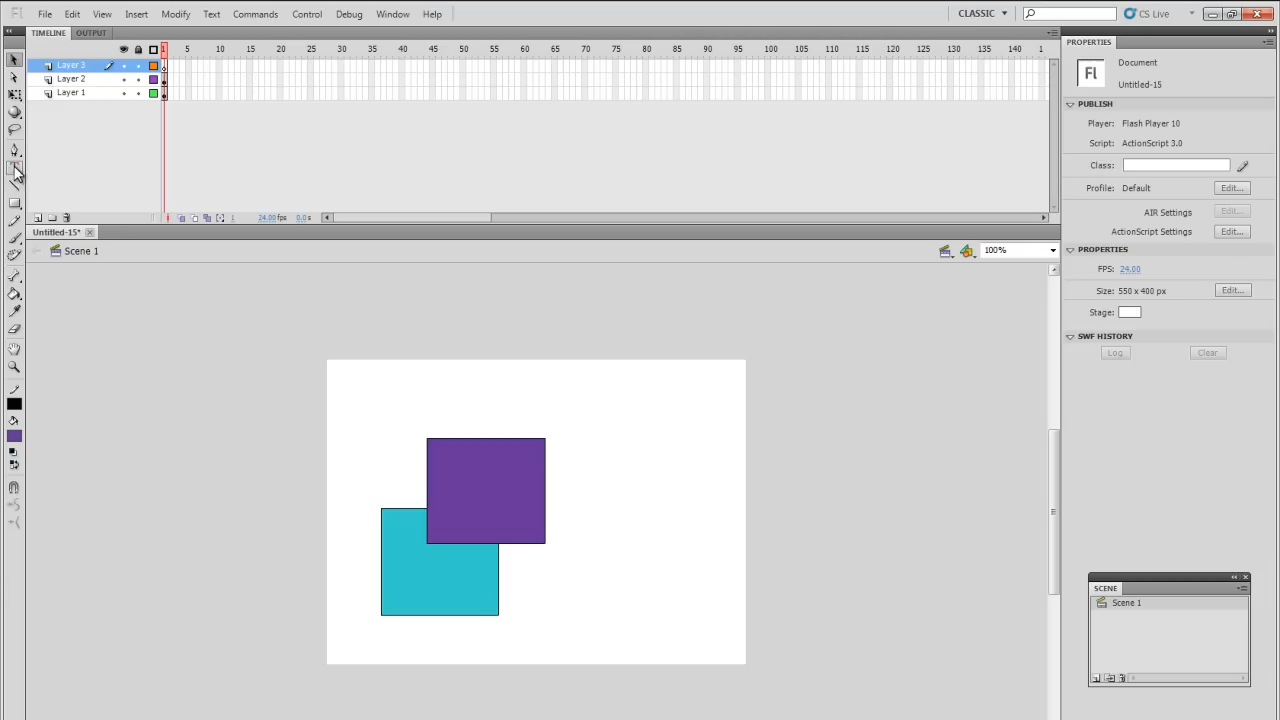 Fl File Edit View Insert Modify Text Commands Control Debug Window Help CLASSIC CS Live
TIMELINE OUTPUT
1 5 10 15 20 25 30 35 40 45 50 55 60 65 70 75 80 85 90 95 100 105 110 115 120 125 130 135 140 1
Layer 3
Layer 2
Layer 1
1 24.00 fps 0.0 s
Untitled-15*
Scene 1 100%
PROPERTIES
Fl Document
Untitled-15
PUBLISH
Player: Flash Player 10
Script: ActionScript 3.0
Class:
Profile: Default Edit...
AIR Settings Edit...
ActionScript Settings Edit...
PROPERTIES
FPS: 24.00
Size: 550 x 400 px Edit...
Stage:
SWF HISTORY
Log Clear
SCENE
Scene 1